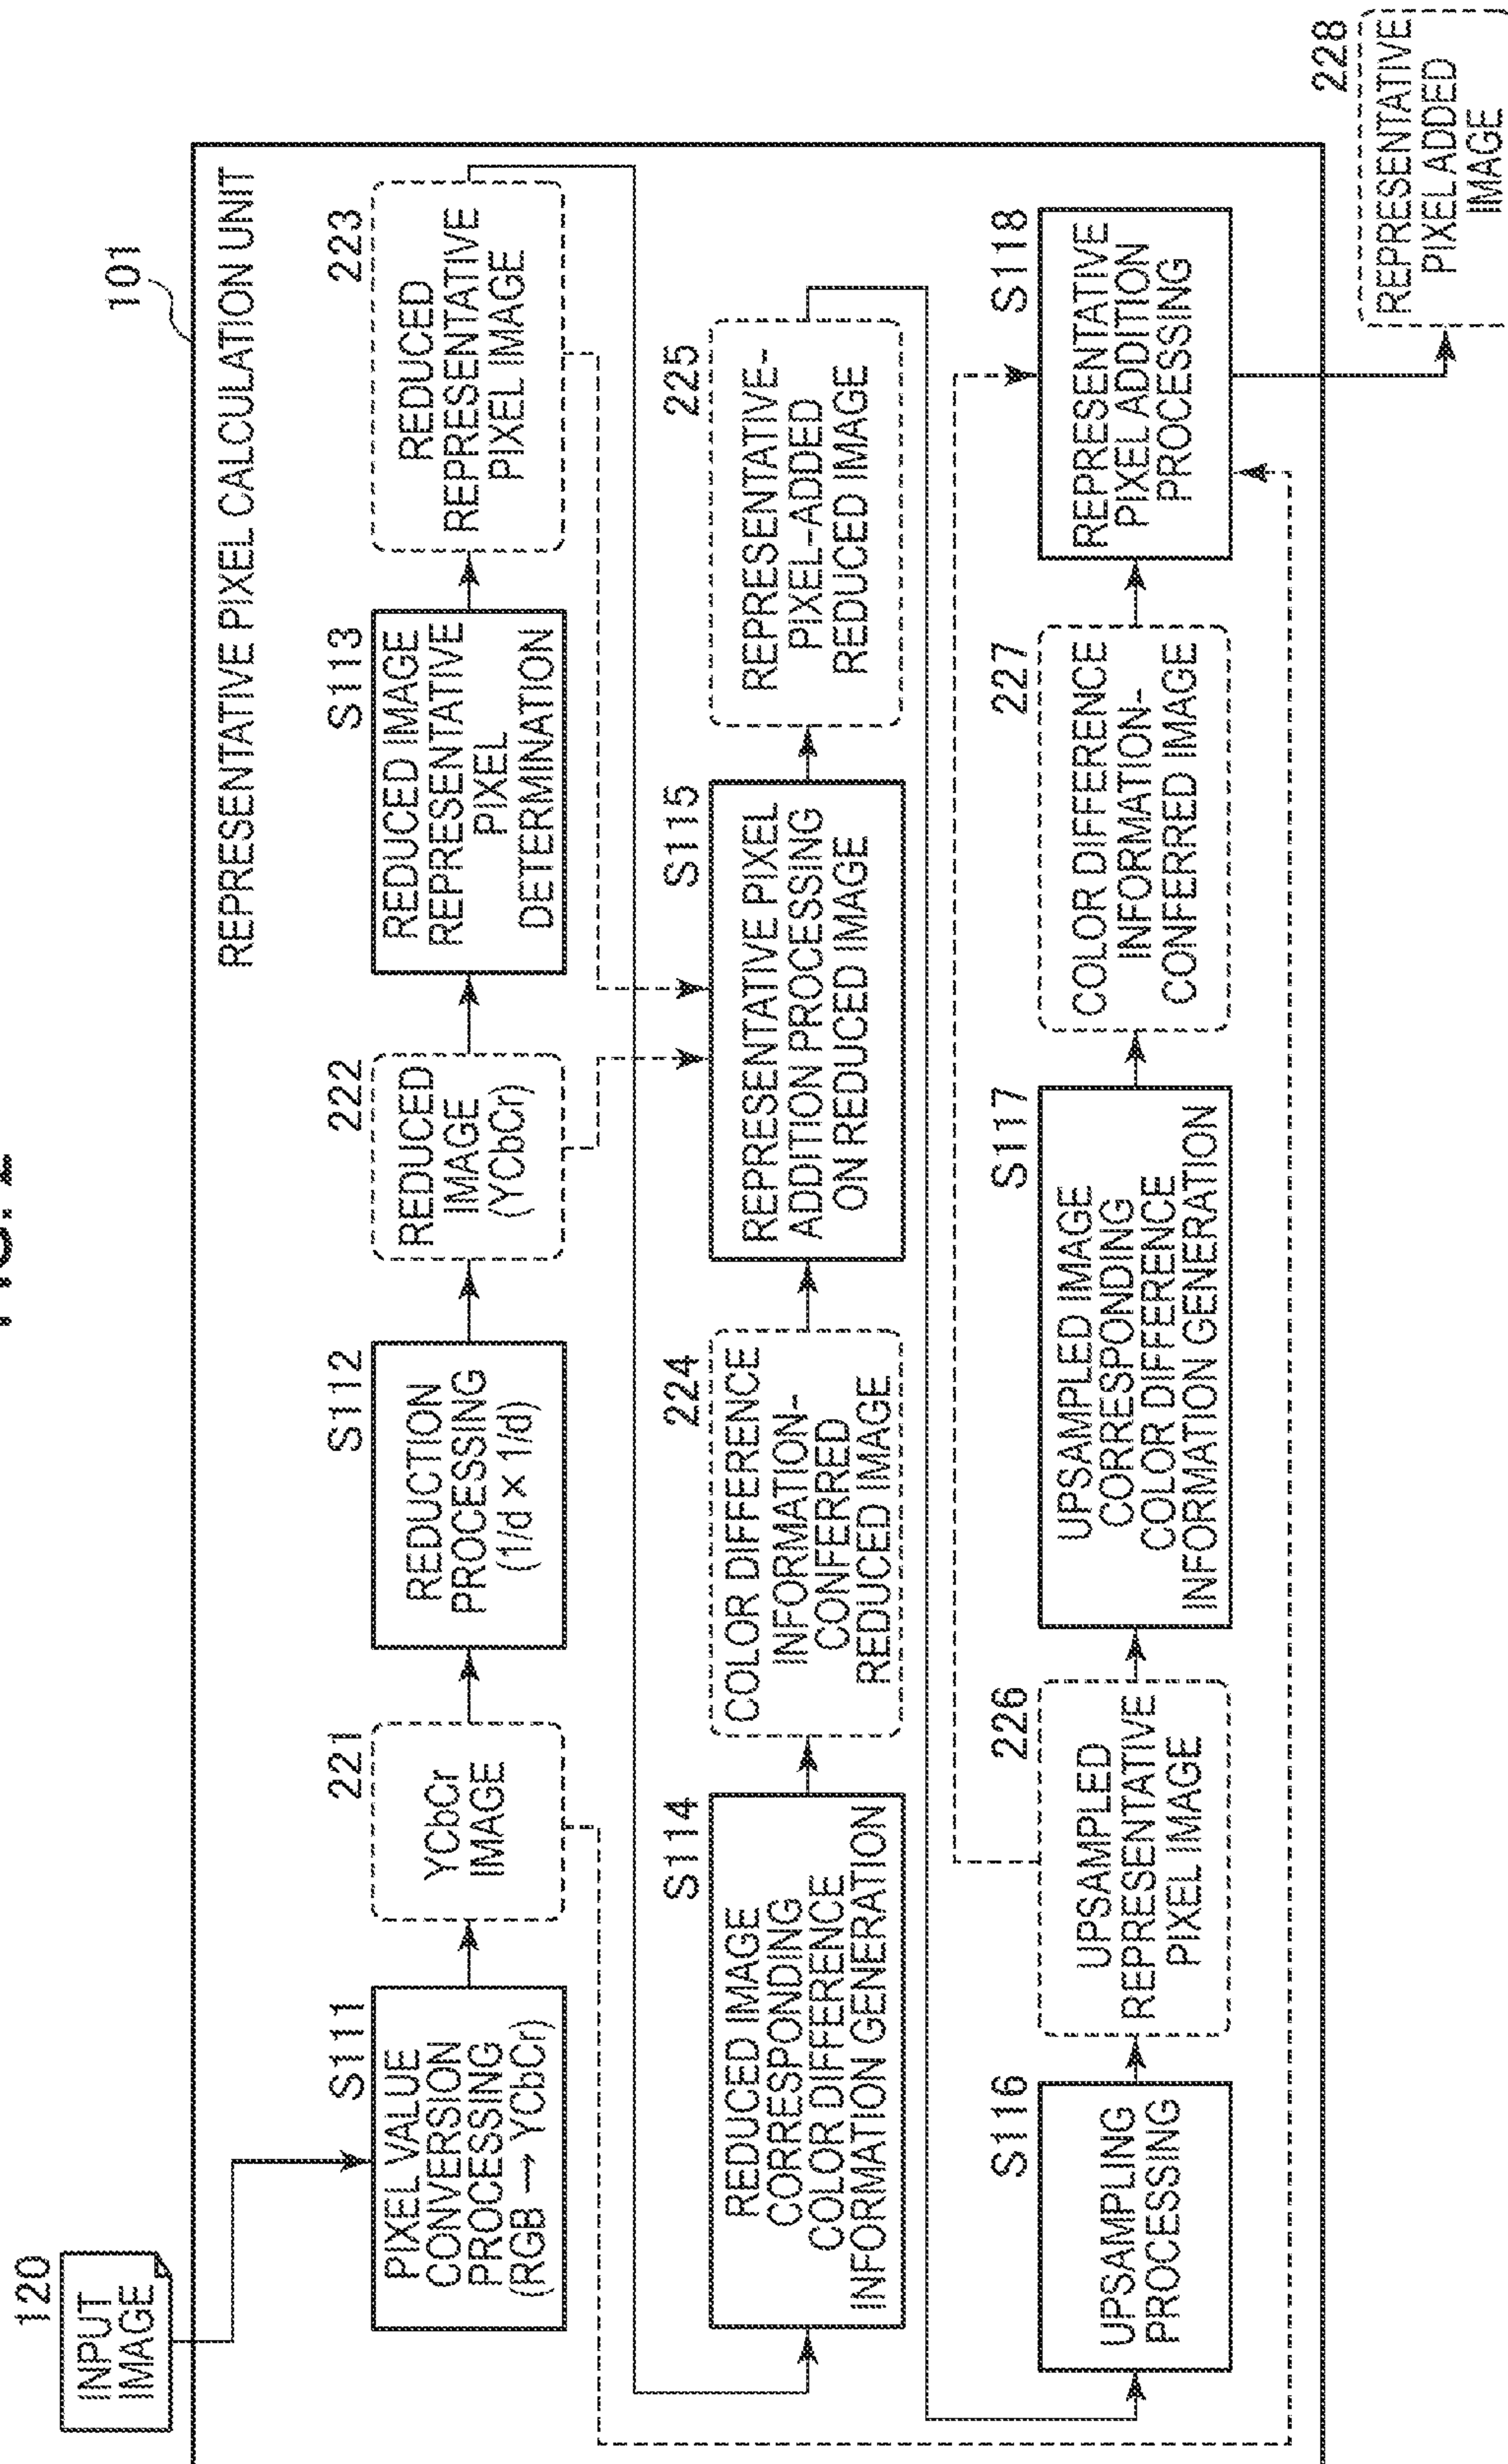 120
INPUT
IMAGE
101
REPRESENTATIVE PIXEL CALCULATION UNIT
S111
PIXEL VALUE
CONVERSION
PROCESSING
(RGB → YCbCr)
221
YCbCr
IMAGE
S112
REDUCTION
PROCESSING
(1/d × 1/d)
222
REDUCED
IMAGE
(YCbCr)
S113
REDUCED IMAGE
REPRESENTATIVE
PIXEL
DETERMINATION
223
REDUCED
REPRESENTATIVE
PIXEL IMAGE
S114
REDUCED IMAGE
CORRESPONDING
COLOR DIFFERENCE
INFORMATION GENERATION
224
COLOR DIFFERENCE
INFORMATION-
CONFERRED
REDUCED IMAGE
S115
REPRESENTATIVE PIXEL
ADDITION PROCESSING
ON REDUCED IMAGE
225
REPRESENTATIVE-
PIXEL-ADDED
REDUCED IMAGE
S116
UPSAMPLING
PROCESSING
226
UPSAMPLED
REPRESENTATIVE
PIXEL IMAGE
S117
UPSAMPLED IMAGE
CORRESPONDING
COLOR DIFFERENCE
INFORMATION GENERATION
227
COLOR DIFFERENCE
INFORMATION-
CONFERRED IMAGE
S118
REPRESENTATIVE
PIXEL ADDITION
PROCESSING
228
REPRESENTATIVE
PIXEL ADDED
IMAGE